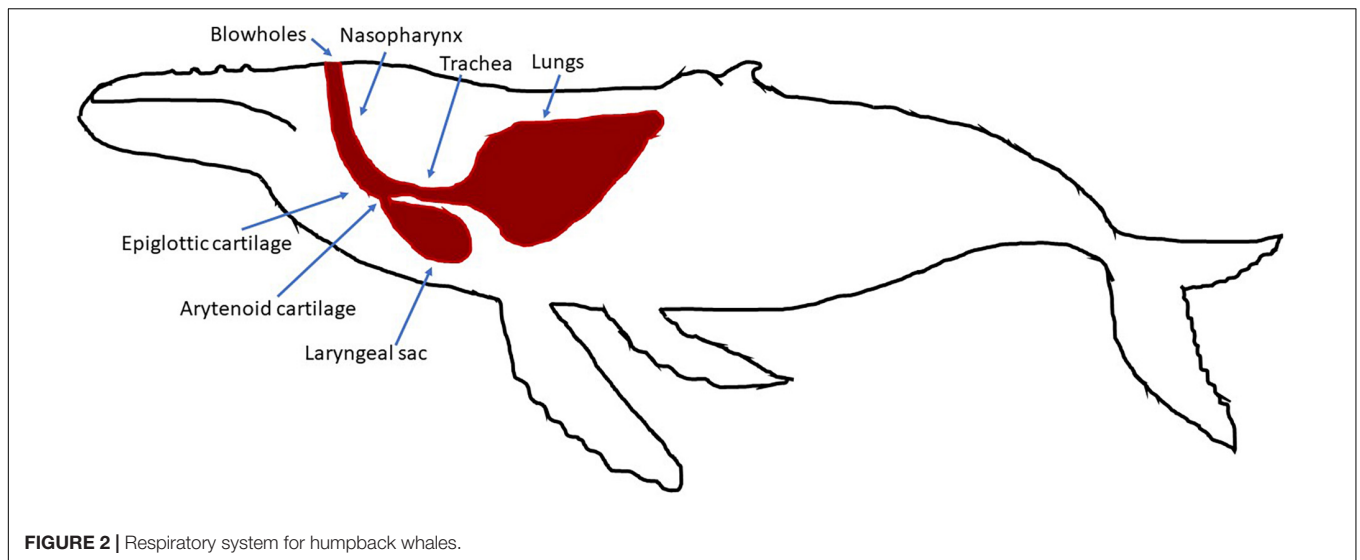 Blowholes
Nasopharynx
Trachea
Lungs
Epiglottic cartilage
Arytenoid cartilage
Laryngeal sac
FIGURE 2 | Respiratory system for humpback whales.